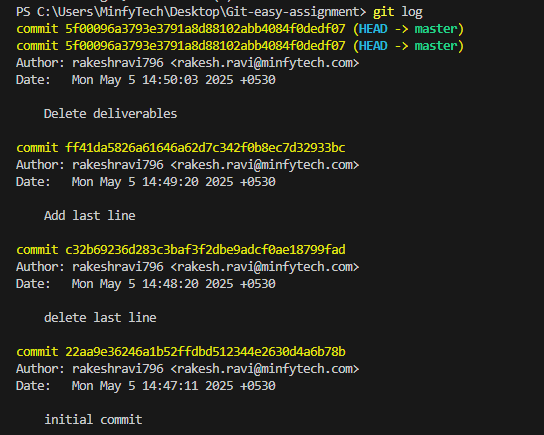 PS C:\Users\MinfyTech\Desktop\Git-easy-assignment> git log
commit 5f00096a3793e3791a8d88102abb4084f0dedf07 (HEAD -> master)
commit 5f00096a3793e3791a8d88102abb4084f0dedf07 (HEAD -> master)
Author: rakeshravi796 <rakesh.ravi@minfytech.com>
Date:   Mon May 5 14:50:03 2025 +0530
    Delete deliverables
commit ff41da5826a61646a62d7c342f0b8ec7d32933bc
Author: rakeshravi796 <rakesh.ravi@minfytech.com>
Date:   Mon May 5 14:49:20 2025 +0530
    Add last line
commit c32b69236d283c3baf3f2dbe9adcf0ae18799fad
Author: rakeshravi796 <rakesh.ravi@minfytech.com>
Date:   Mon May 5 14:48:20 2025 +0530
    delete last line
commit 22aa9e36246a1b52ffdbd512344e2630d4a6b78b
Author: rakeshravi796 <rakesh.ravi@minfytech.com>
Date:   Mon May 5 14:47:11 2025 +0530
    initial commit